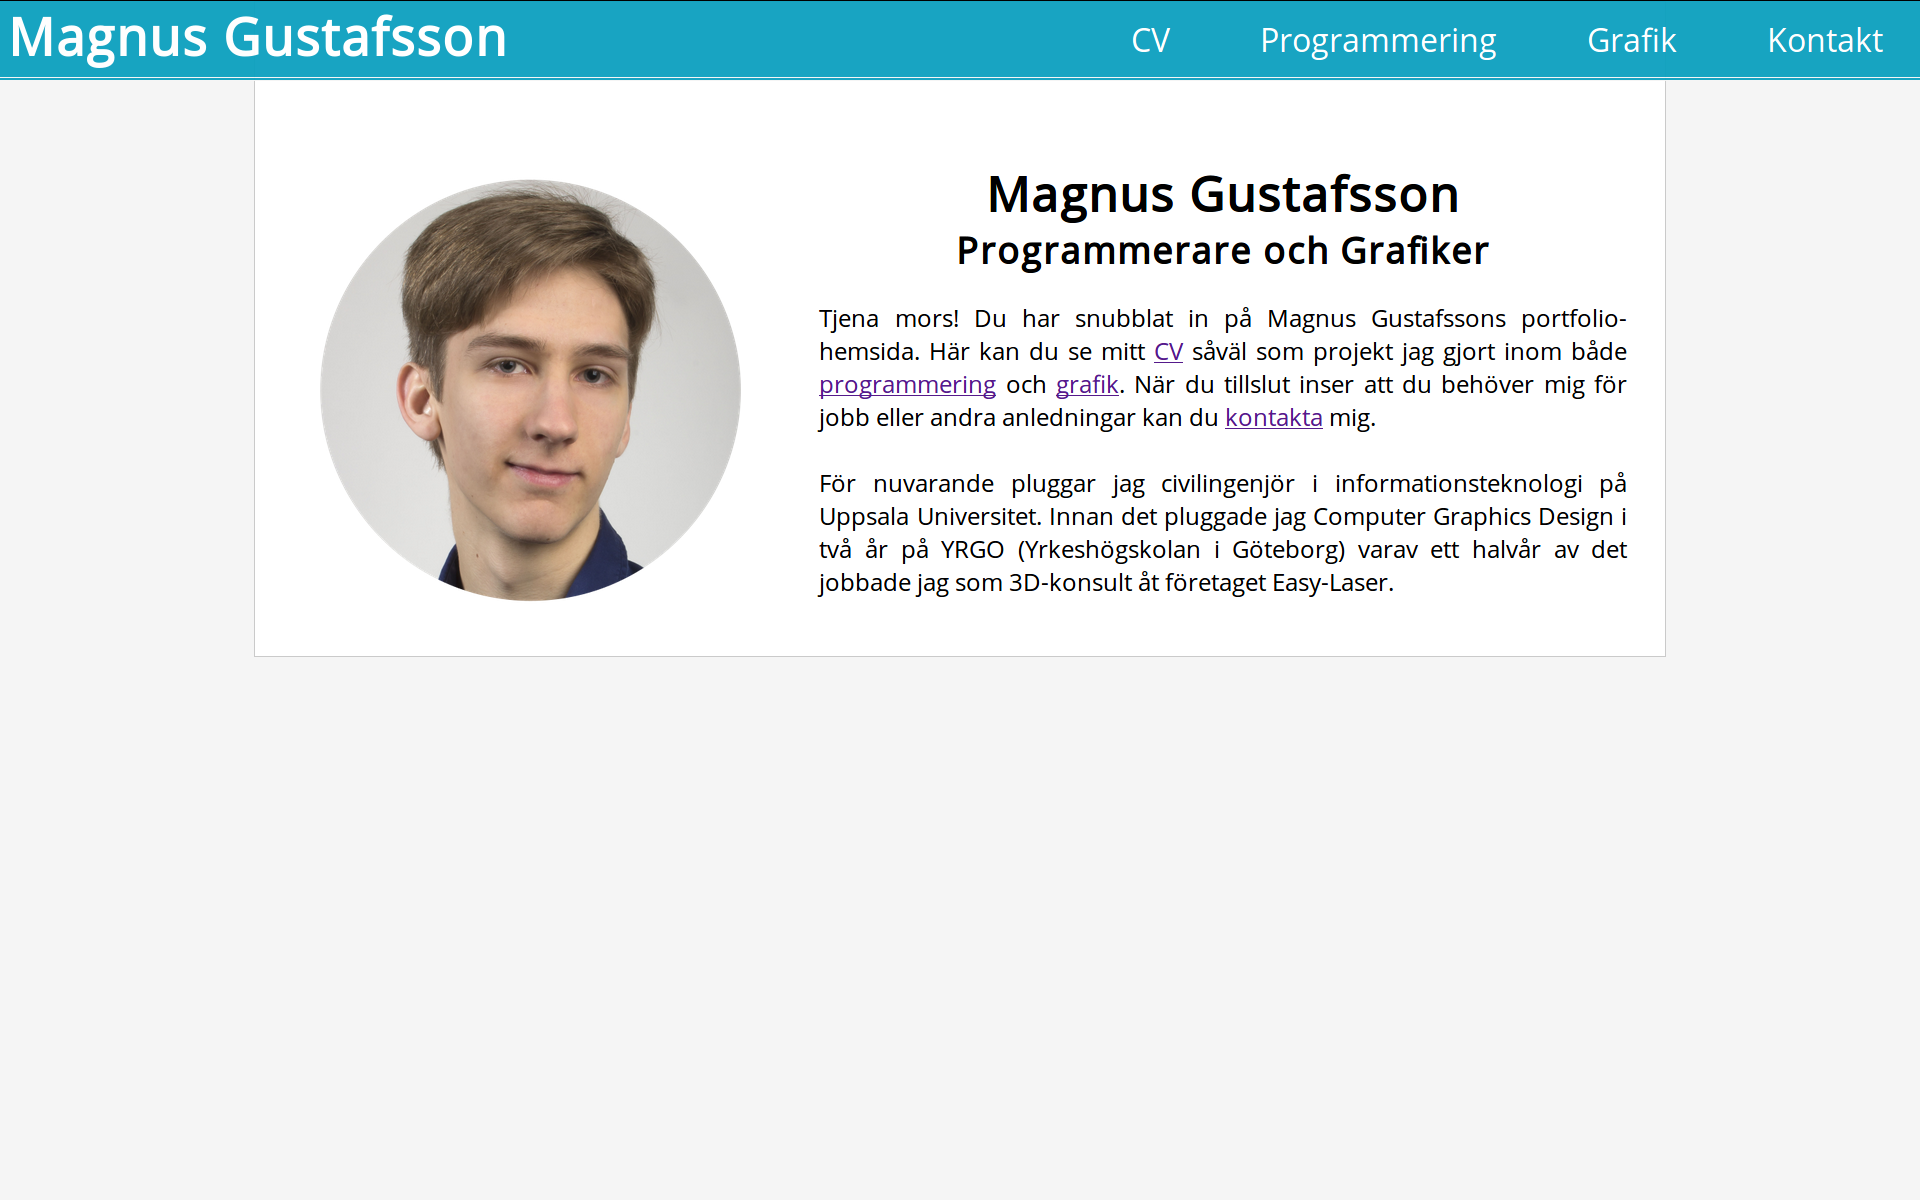 Magnus Gustafsson
CV Programmering Grafik Kontakt
Magnus Gustafsson
Programmerare och Grafiker
Tjena mors! Du har snubblat in på Magnus Gustafssons portfolio-
hemsida. Här kan du se mitt CV såväl som projekt jag gjort inom både
programmering och grafik. När du tillslut inser att du behöver mig för
jobb eller andra anledningar kan du kontakta mig.
För nuvarande pluggar jag civilingenjör i informationsteknologi på
Uppsala Universitet. Innan det pluggade jag Computer Graphics Design i
två år på YRGO (Yrkeshögskolan i Göteborg) varav ett halvår av det
jobbade jag som 3D-konsult åt företaget Easy-Laser.